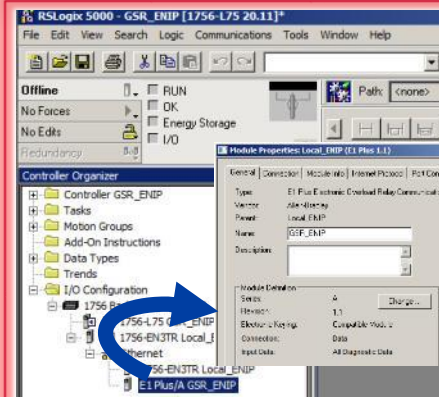 RSLogix 5000 - GSR_ENIP [1756-L75 20.11]*
File Edit View Search Logic Communications Tools Window Help
Offline
RUN
Path: <none>
No Forces
OK
No Edits
Energy Storage
Redundancy
I/O
Controller Organizer
Controller GSR_ENIP
Tasks
Motion Groups
Add-On Instructions
Data Types
Trends
I/O Configuration
1756
1756-L75 GSR_ENIP
1756-EN3TR Local_E
Ethernet
1756-EN3TR Local_ENIP
E1 Plus/A GSR_ENIP
Module Properties: Local_ENIP (E1 Plus 1.1)
General Connection Module Info Internet Protocol Port Con
Type: E1 Plus Electronic Overload Relay Communicatio
Vendor: Allen-Bradley
Parent: Local_ENIP
Name: GSR_ENIP
Description:
Module Definition
Series: A
Change...
Revision: 1.1
Electronic Keying: Compatible Module
Connection: Data
Input Data: All Diagnostic Data